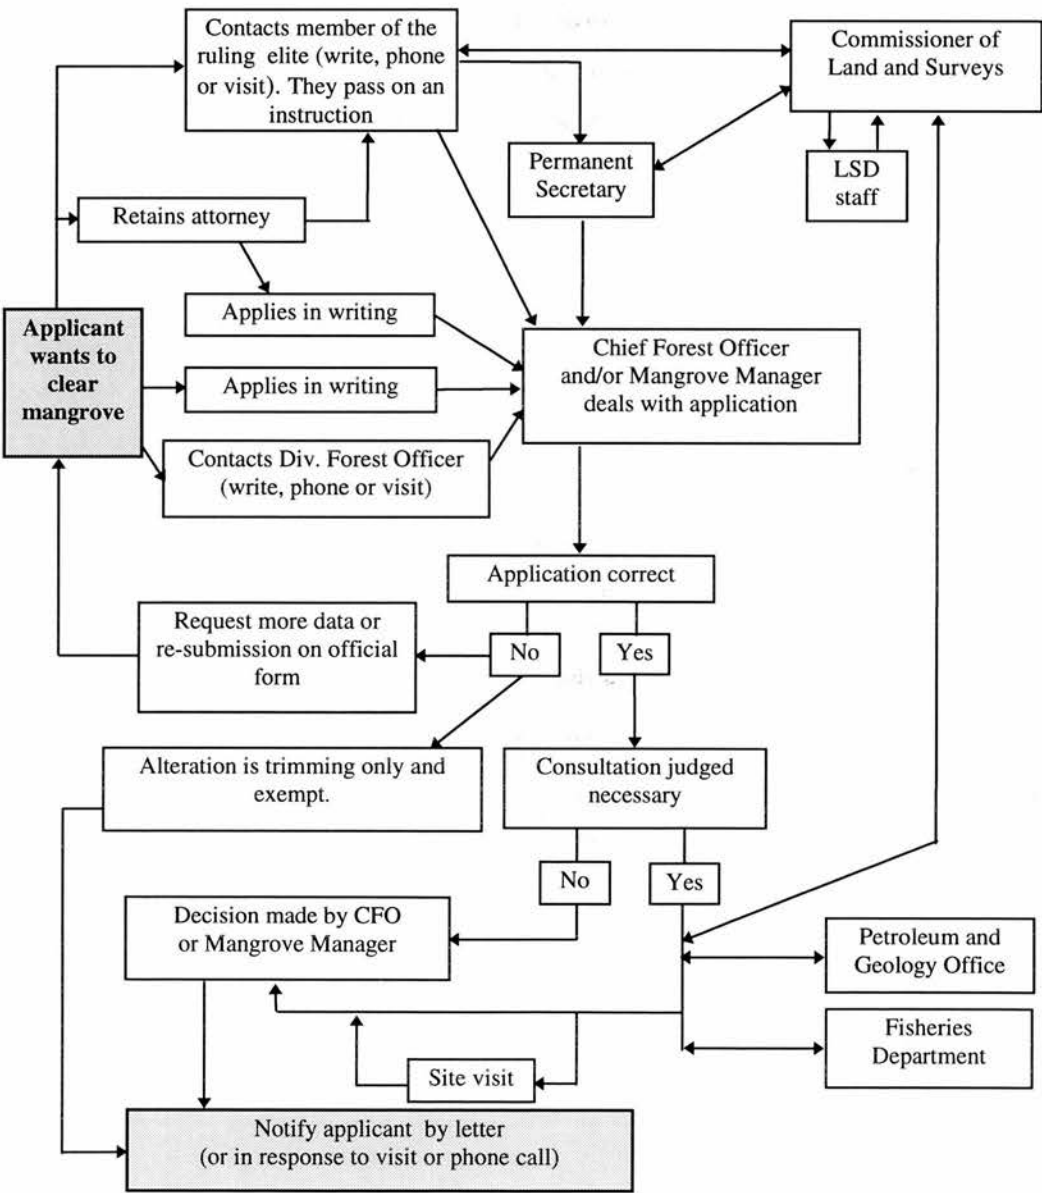 Contacts member of the
ruling elite (write, phone
or visit). They pass on an
instruction
Commissioner of
Land and Surveys
Permanent
Secretary
LSD
staff
Retains attorney
Applies in writing
Applicant
wants to
clear
mangrove
Applies in writing
Chief Forest Officer
and/or Mangrove Manager
deals with application
Contacts Div. Forest Officer
(write, phone or visit)
Application correct
Request more data or
re-submission on official
form
No
Yes
Alteration is trimming only and
exempt.
Consultation judged
necessary
No
Yes
Decision made by CFO
or Mangrove Manager
Petroleum and
Geology Office
Fisheries
Department
Site visit
Notify applicant by letter
(or in response to visit or phone call)